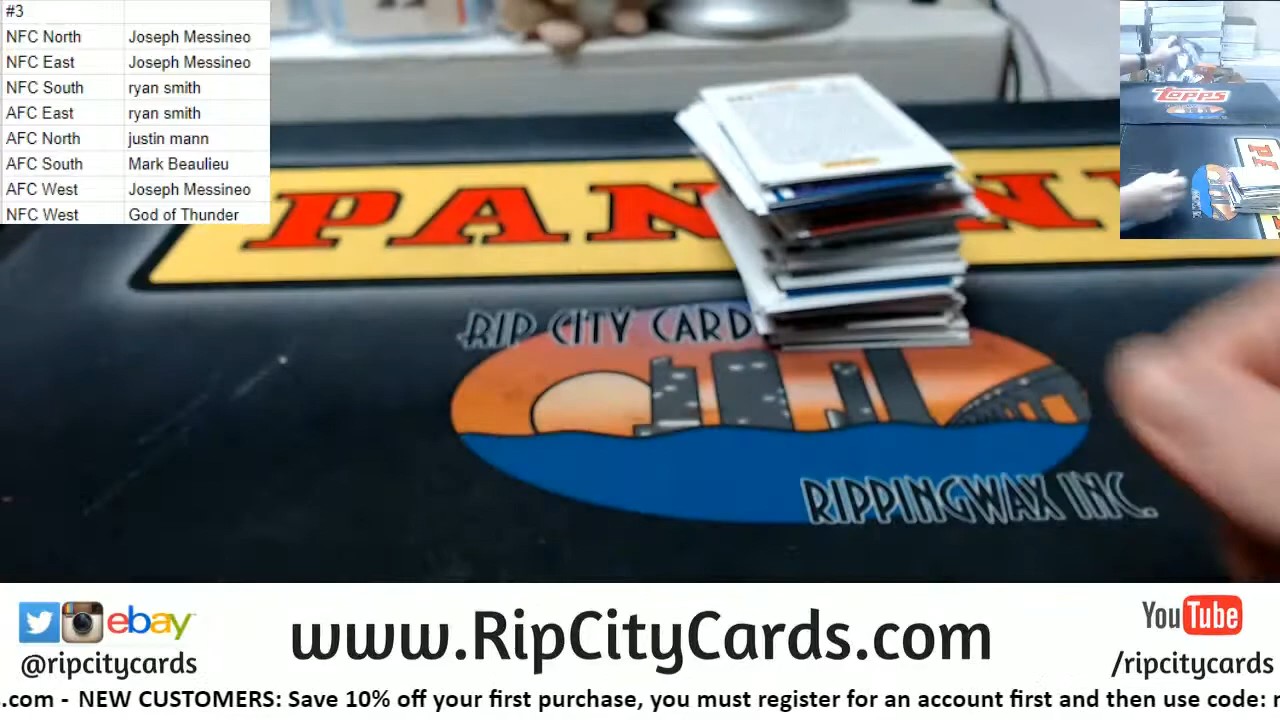 #3
NFC North Joseph Messineo
NFC East Joseph Messineo
NFC South ryan smith
AFC East ryan smith
AFC North justin mann
AFC South Mark Beaulieu
AFC West Joseph Messineo
NFC West God of Thunder
topps
PANIN
RIP CITY CARD
RIPPINGWAX INC.
ebay
@ripcitycards
www.RipCityCards.com
YouTube
/ripcitycards
.com - NEW CUSTOMERS: Save 10% off your first purchase, you must register for an account first and then use code: